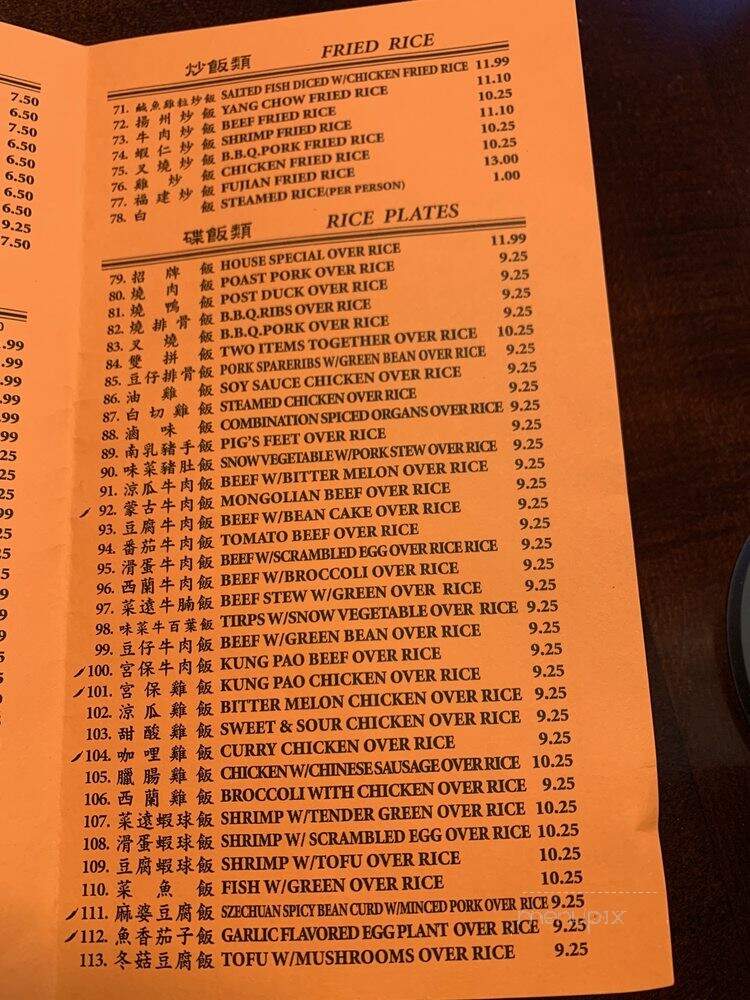 7.50
6.50
7.50
6.50
6.50
6.50
6.50
9.25
7.50
炒飯類 FRIED RICE
71. 鹹魚雞粒炒飯 SALTED FISH DICED W/CHICKEN FRIED RICE 11.99
72. 揚州炒飯 YANG CHOW FRIED RICE 11.10
73. 牛肉炒飯 BEEF FRIED RICE 10.25
74. 蝦仁炒飯 SHRIMP FRIED RICE 11.10
75. 叉燒炒飯 B.B.Q.PORK FRIED RICE 10.25
76. 雞炒飯 CHICKEN FRIED RICE 10.25
77. 福建炒飯 FUJIAN FRIED RICE 13.00
78. 白飯 STEAMED RICE(PER PERSON) 1.00
碟飯類 RICE PLATES
79. 招牌飯 HOUSE SPECIAL OVER RICE 11.99
80. 燒肉飯 POAST PORK OVER RICE 9.25
81. 燒鴨飯 POST DUCK OVER RICE 9.25
82. 燒排骨飯 B.B.Q.RIBS OVER RICE 9.25
83. 叉燒飯 B.B.Q.PORK OVER RICE 9.25
84. 雙拼飯 TWO ITEMS TOGETHER OVER RICE 10.25
85. 豆仔排骨飯 PORK SPARERIBS W/GREEN BEAN OVER RICE 9.25
86. 油雞飯 SOY SAUCE CHICKEN OVER RICE 9.25
87. 白切雞飯 STEAMED CHICKEN OVER RICE 9.25
88. 滷味飯 COMBINATION SPICED ORGANS OVER RICE 9.25
89. 南乳豬手飯 PIG'S FEET OVER RICE 9.25
90. 味菜豬肚飯 SNOW VEGETABLE W/PORK STEW OVER RICE 9.25
91. 涼瓜牛肉飯 BEEF W/BITTER MELON OVER RICE 9.25
92. 蒙古牛肉飯 MONGOLIAN BEEF OVER RICE 9.25
93. 豆腐牛肉飯 BEEF W/BEAN CAKE OVER RICE 9.25
94. 番茄牛肉飯 TOMATO BEEF OVER RICE 9.25
95. 滑蛋牛肉飯 BEEF W/SCRAMBLED EGG OVER RICE RICE 9.25
96. 西蘭牛肉飯 BEEF W/BROCCOLI OVER RICE 9.25
97. 菜遠牛腩飯 BEEF STEW W/GREEN OVER RICE 9.25
98. 味菜牛百葉飯 TIRPS W/SNOW VEGETABLE OVER RICE 9.25
99. 豆仔牛肉飯 BEEF W/GREEN BEAN OVER RICE 9.25
100. 宮保牛肉飯 KUNG PAO BEEF OVER RICE 9.25
101. 宮保雞飯 KUNG PAO CHICKEN OVER RICE 9.25
102. 涼瓜雞飯 BITTER MELON CHICKEN OVER RICE 9.25
103. 甜酸雞飯 SWEET & SOUR CHICKEN OVER RICE 9.25
104. 咖哩雞飯 CURRY CHICKEN OVER RICE 9.25
105. 臘腸雞飯 CHICKEN W/CHINESE SAUSAGE OVER RICE 10.25
106. 西蘭雞飯 BROCCOLI WITH CHICKEN OVER RICE 9.25
107. 菜遠蝦球飯 SHRIMP W/TENDER GREEN OVER RICE 10.25
108. 滑蛋蝦球飯 SHRIMP W/ SCRAMBLED EGG OVER RICE 10.25
109. 豆腐蝦球飯 SHRIMP W/TOFU OVER RICE 10.25
110. 菜魚飯 FISH W/GREEN OVER RICE 10.25
111. 麻婆豆腐飯 SZECHUAN SPICY BEAN CURD W/MINCED PORK OVER RICE 9.25
112. 魚香茄子飯 GARLIC FLAVORED EGG PLANT OVER RICE 9.25
113. 冬菇豆腐飯 TOFU W/MUSHROOMS OVER RICE 9.25
menupix